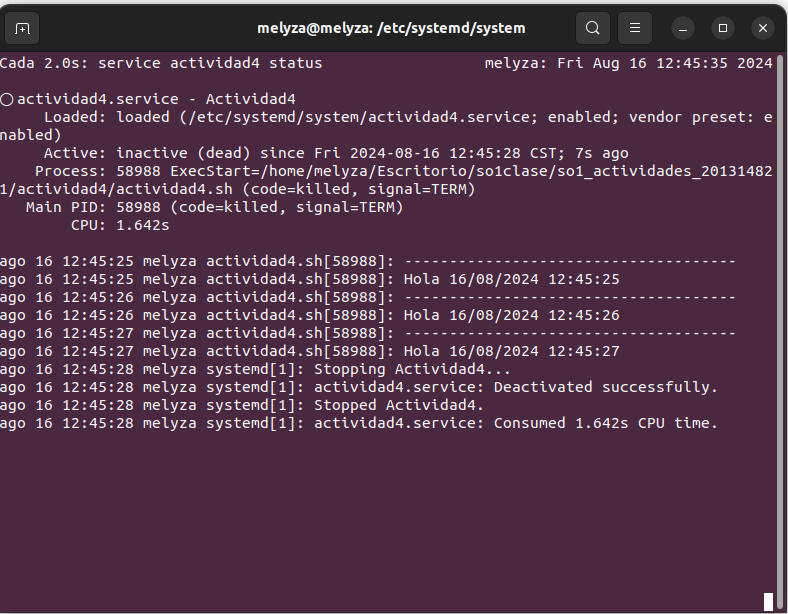 melyza@melyza: /etc/systemd/system
Cada 2.0s: service actividad4 status melyza: Fri Aug 16 12:45:35 2024
○ actividad4.service - Actividad4
Loaded: loaded (/etc/systemd/system/actividad4.service; enabled; vendor preset: e
nabled)
Active: inactive (dead) since Fri 2024-08-16 12:45:28 CST; 7s ago
Process: 58988 ExecStart=/home/melyza/Escritorio/so1clase/so1_actividades_20131482
1/actividad4/actividad4.sh (code=killed, signal=TERM)
Main PID: 58988 (code=killed, signal=TERM)
CPU: 1.642s
ago 16 12:45:25 melyza actividad4.sh[58988]: -------------------------------------
ago 16 12:45:25 melyza actividad4.sh[58988]: Hola 16/08/2024 12:45:25
ago 16 12:45:26 melyza actividad4.sh[58988]: -------------------------------------
ago 16 12:45:26 melyza actividad4.sh[58988]: Hola 16/08/2024 12:45:26
ago 16 12:45:27 melyza actividad4.sh[58988]: -------------------------------------
ago 16 12:45:27 melyza actividad4.sh[58988]: Hola 16/08/2024 12:45:27
ago 16 12:45:28 melyza systemd[1]: Stopping Actividad4...
ago 16 12:45:28 melyza systemd[1]: actividad4.service: Deactivated successfully.
ago 16 12:45:28 melyza systemd[1]: Stopped Actividad4.
ago 16 12:45:28 melyza systemd[1]: actividad4.service: Consumed 1.642s CPU time.